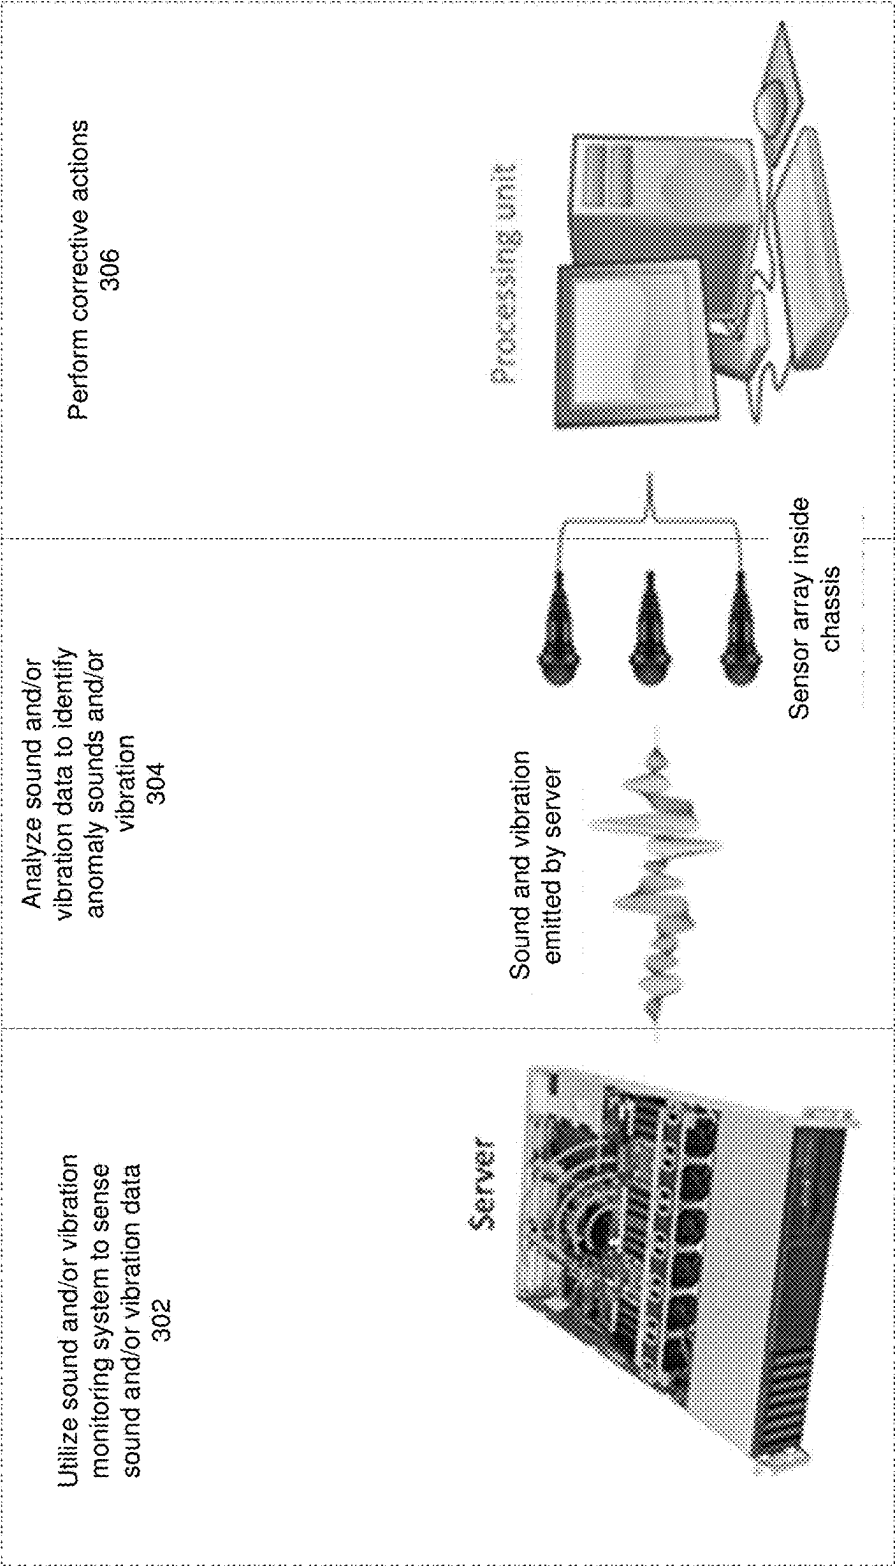 Utilize sound and/or vibration
monitoring system to sense
sound and/or vibration data
302
Analyze sound and/or
vibration data to identify
anomaly sounds and/or
vibration
304
Perform corrective actions
306
Server
Sound and vibration
emitted by server
Sensor array inside
chassis
Processing unit